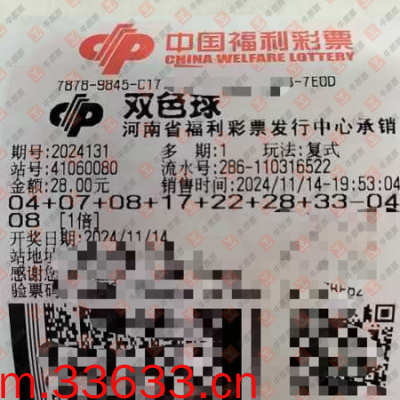 中国福利彩票
CHINA WELFARE LOTTERY
7878-9845-C17 -7E0D
双色球
河南省福利彩票发行中心承销
期号:2024131 多 期:1 玩法:复式
站号:41060080 流水号:286-110316522
金额:28.00元 销售时间:2024/11/14-19:53:04
04+07+08+17+22+28+33-04
08 [1倍]
开奖日期:2024/11/14
站地址
感谢您
验票码
m.33633.cn